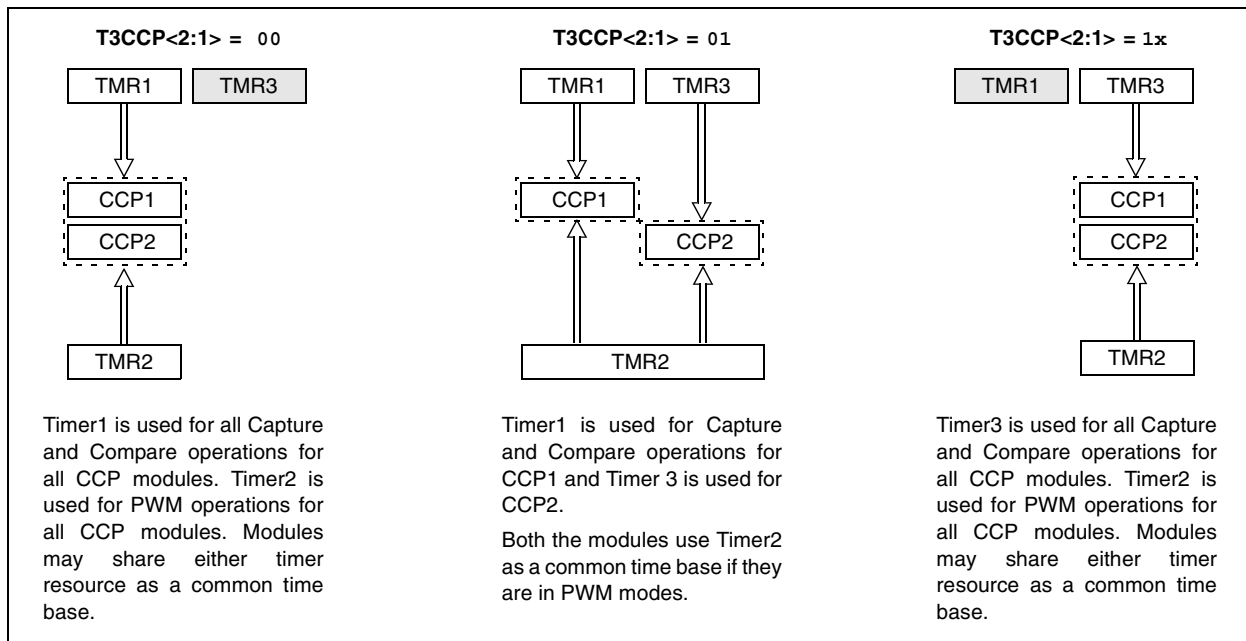 T3CCP<2:1> = 00
TMR1
TMR3
CCP1
CCP2
TMR2
Timer1 is used for all Capture
and Compare operations for
all CCP modules. Timer2 is
used for PWM operations for
all CCP modules. Modules
may share either timer
resource as a common time
base.
T3CCP<2:1> = 01
TMR1
TMR3
CCP1
CCP2
TMR2
Timer1 is used for Capture
and Compare operations for
CCP1 and Timer 3 is used for
CCP2.
Both the modules use Timer2
as a common time base if they
are in PWM modes.
T3CCP<2:1> = 1x
TMR1
TMR3
CCP1
CCP2
TMR2
Timer3 is used for all Capture
and Compare operations for
all CCP modules. Timer2 is
used for PWM operations for
all CCP modules. Modules
may share either timer
resource as a common time
base.